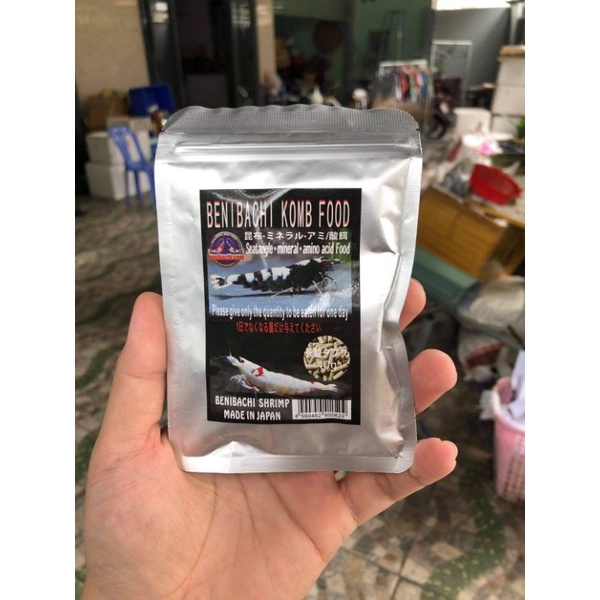 BENIBACHI KOMB FOOD
昆布・ミネラル・アミノ酸餌
Seatangle・mineral・amino acid Food
Please give only the quantity to be eaten for one day
1日でなくなる量だけ与えてください
BENIBACHI SHRIMP
MADE IN JAPAN